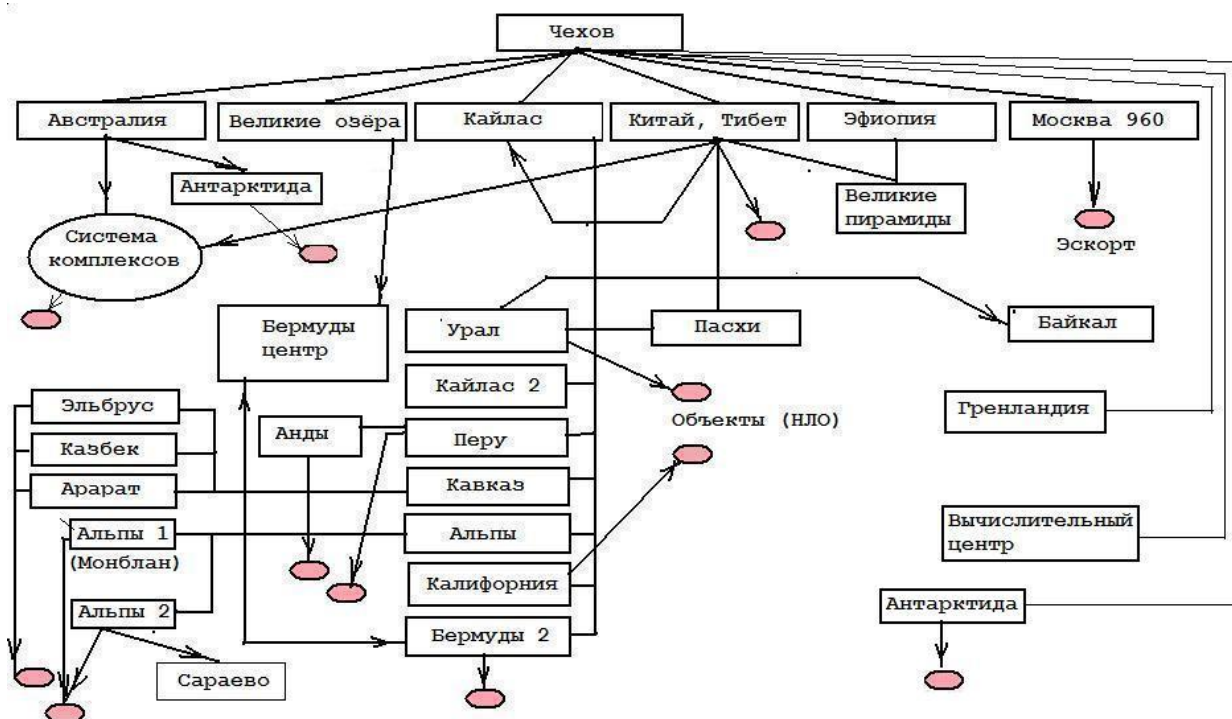 Чехов
Австралия
Великие озёра
Кайлас
Китай, Тибет
Эфиопия
Москва 960
Антарктида
Великие
пирамиды
Система
комплексов
Эскорт
Бермуды
центр
Урал
Пасхи
Байкал
Кайлас 2
Эльбрус
Гренландия
Объекты (НЛО)
Анды
Перу
Казбек
Арарат
Кавказ
Альпы 1
(Монблан)
Альпы
Вычислительный
центр
Калифорния
Альпы 2
Антарктида
Бермуды 2
Сараево